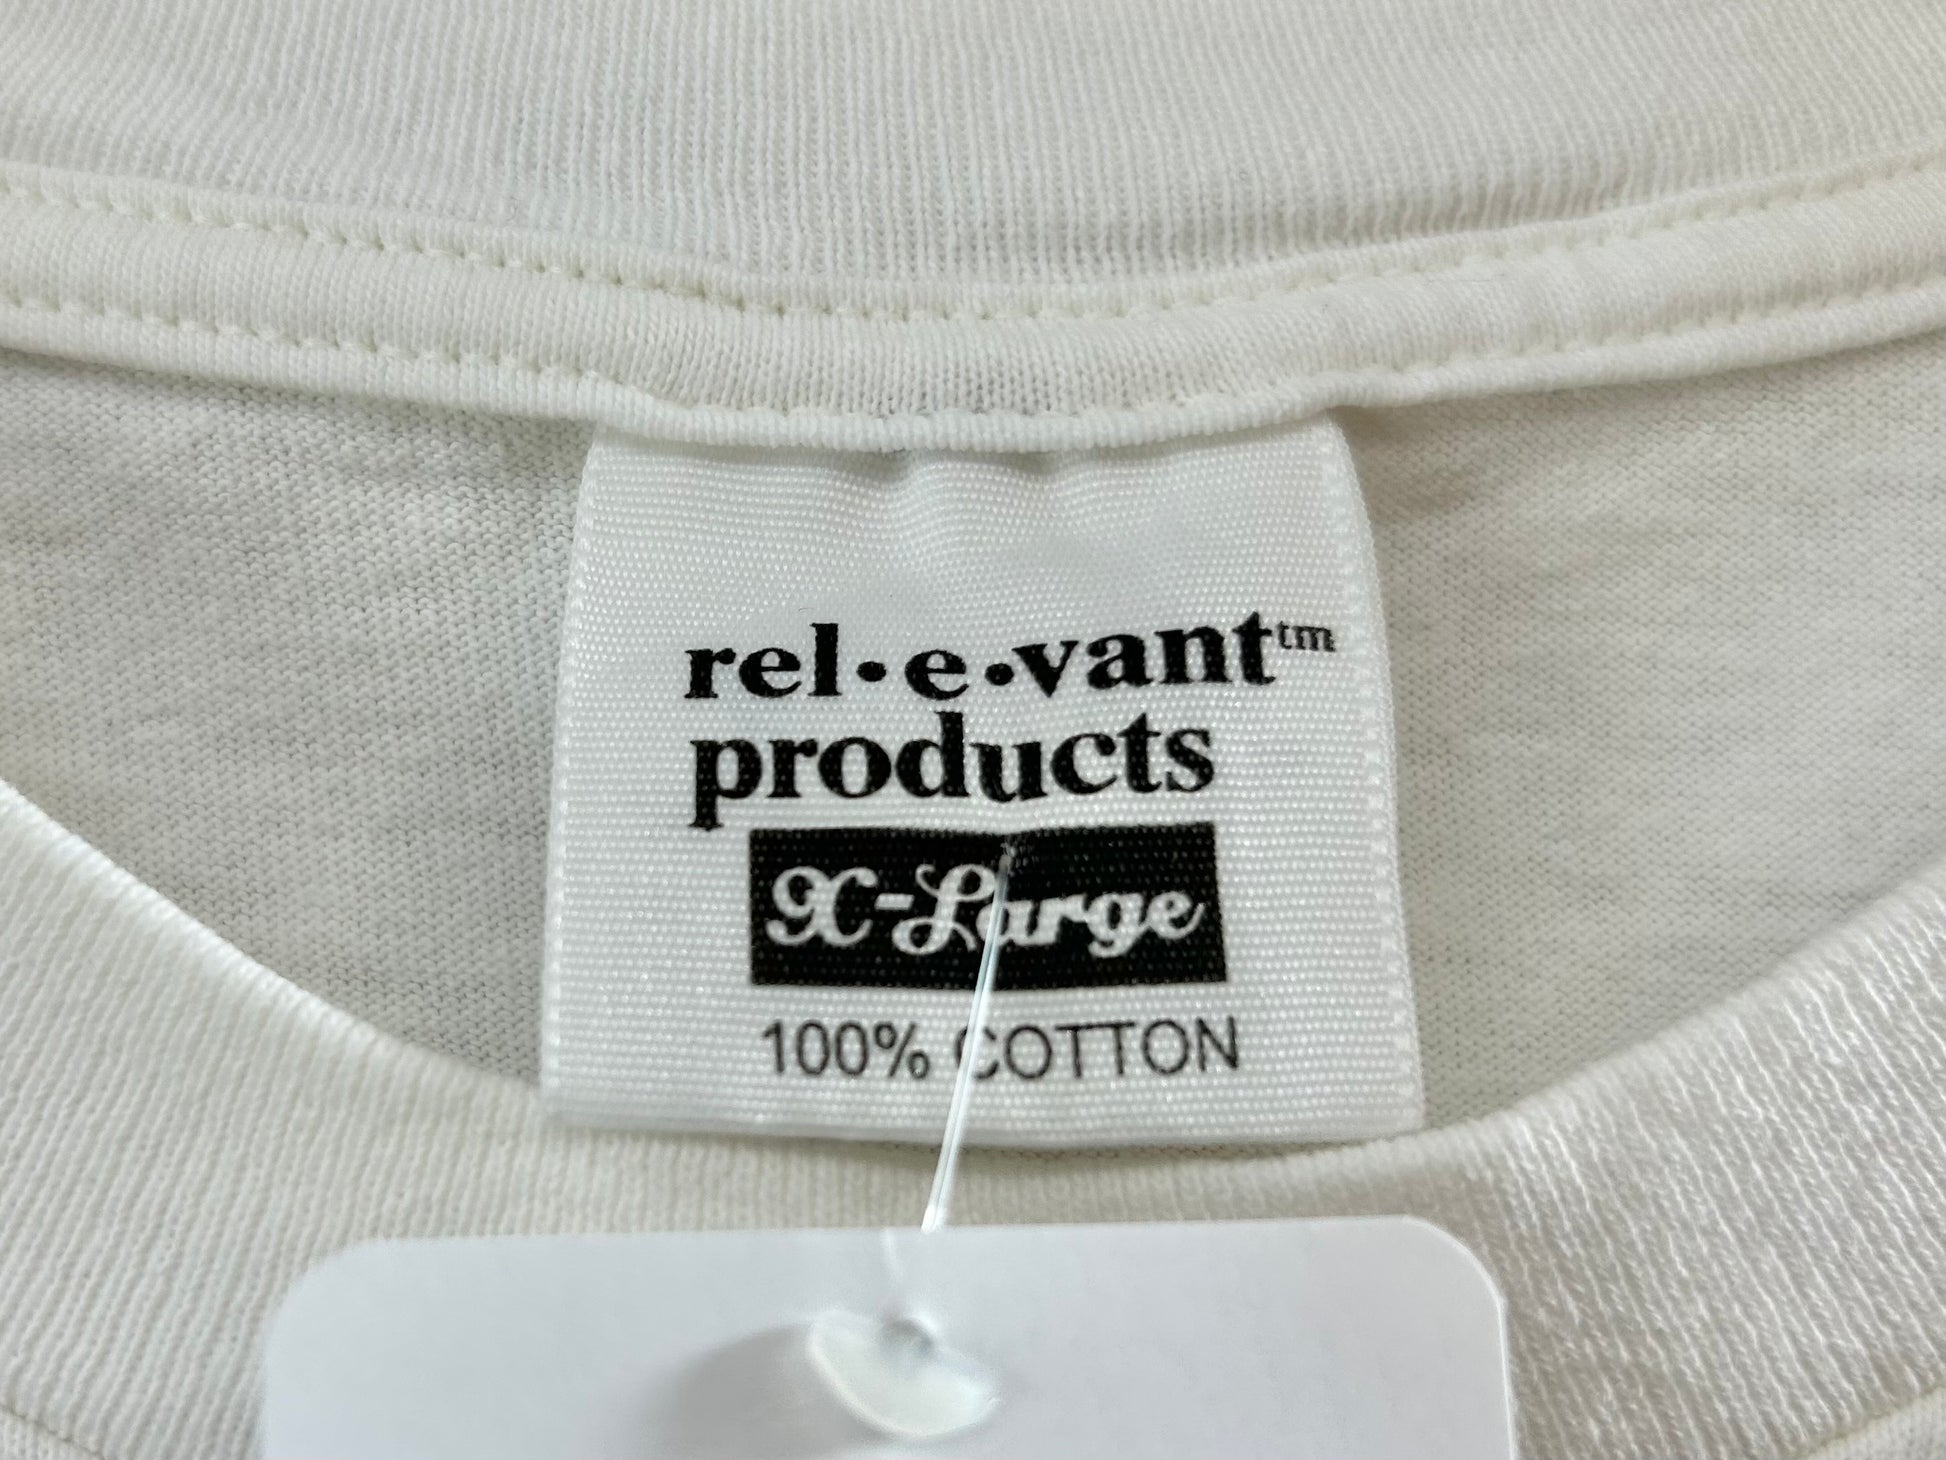 rel•e•vant™
products
X-Large
100% COTTON